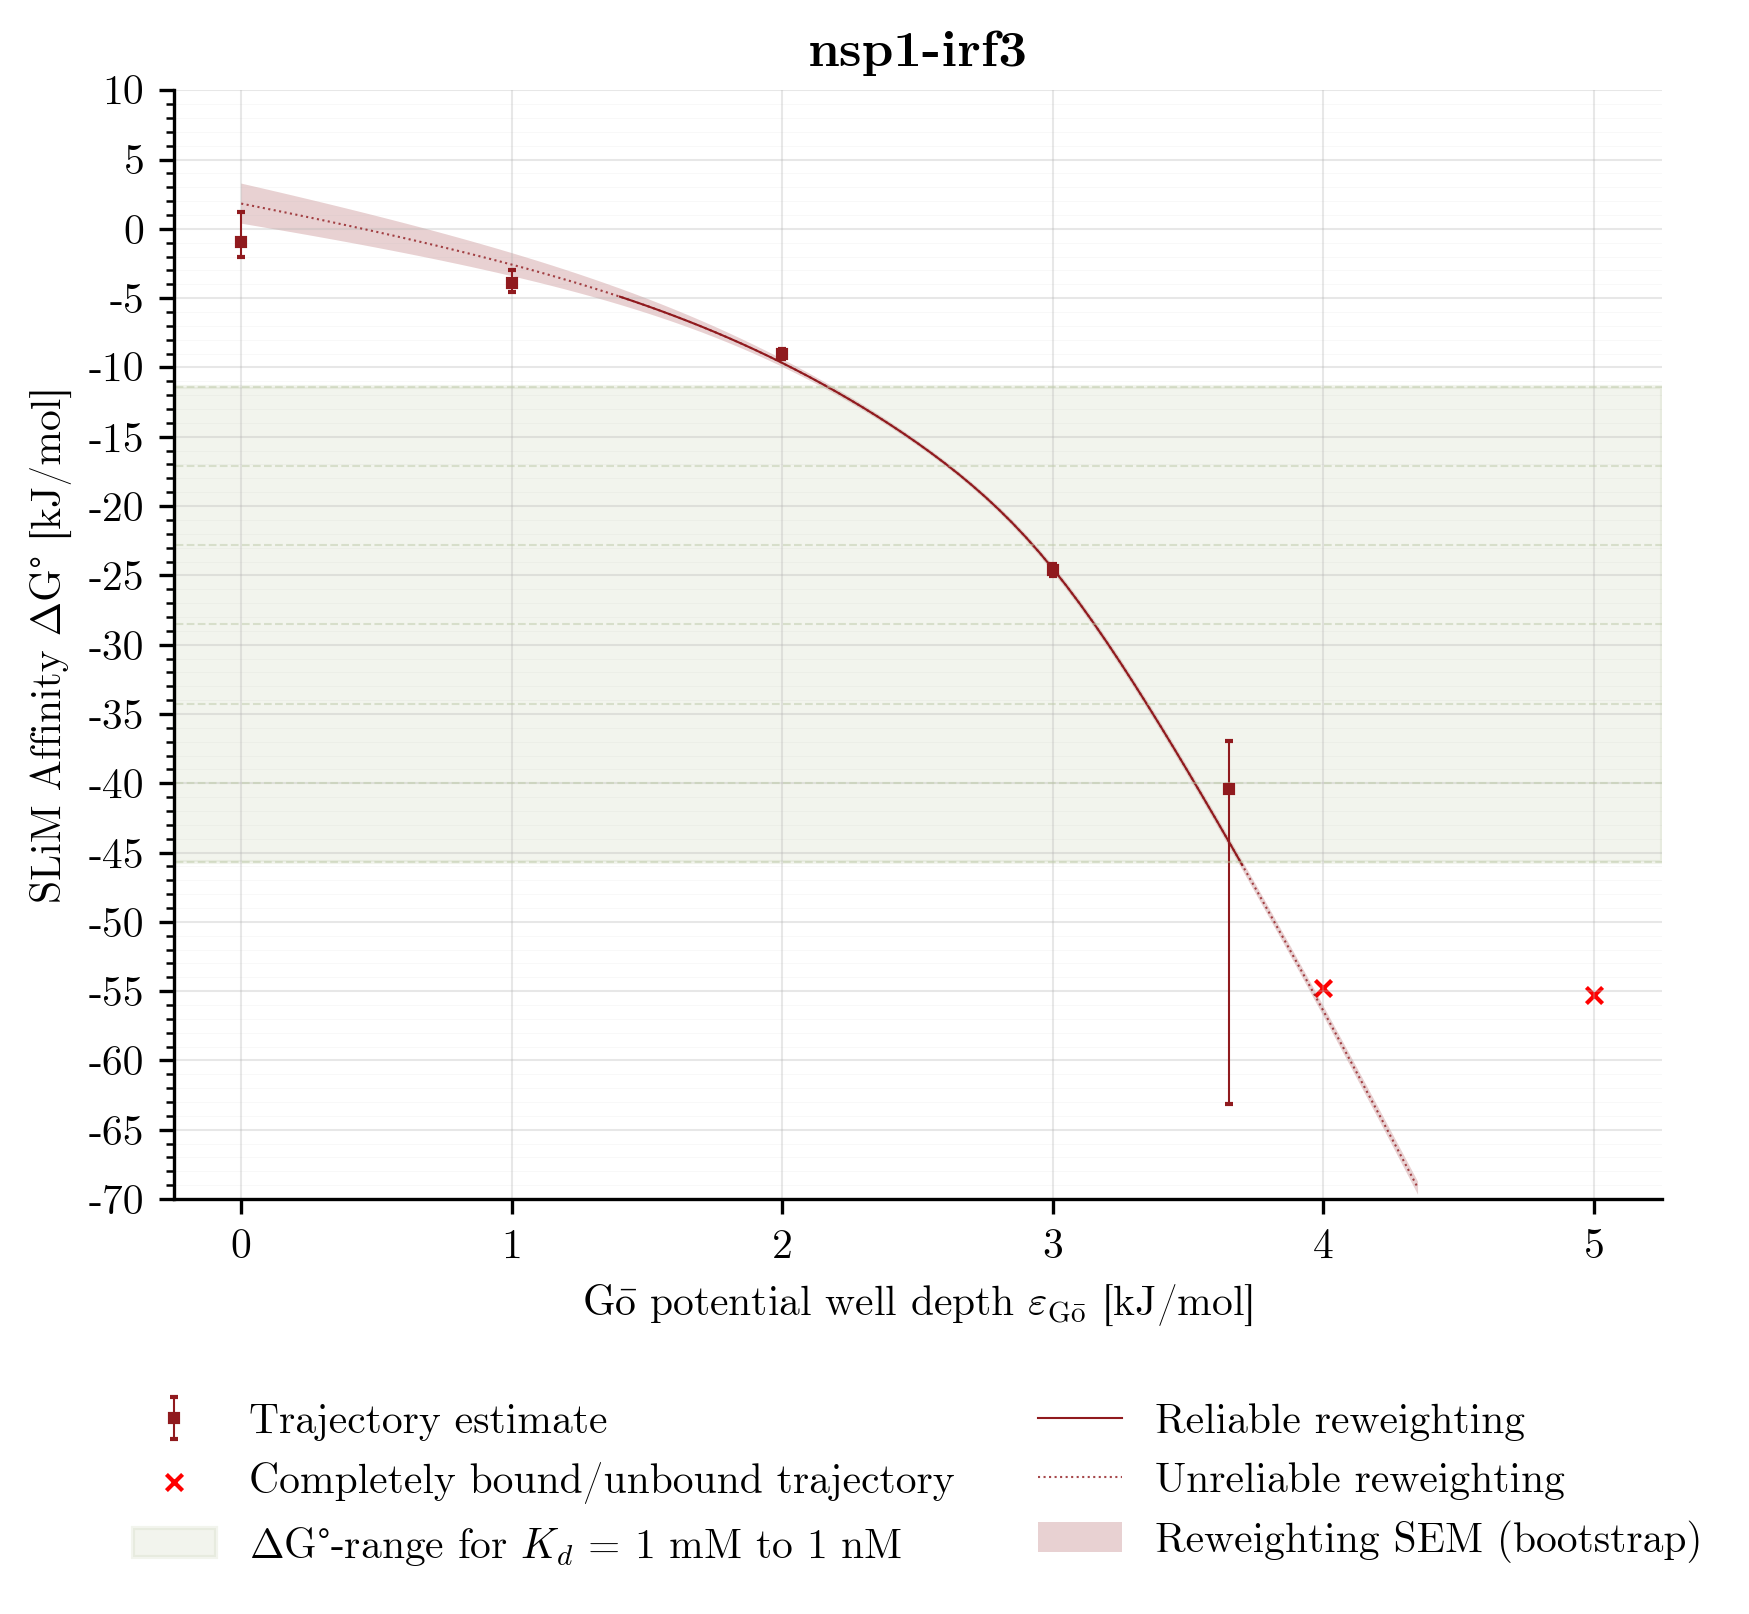 nsp1-irf3
10
5
0
-5
-10
-15
-20
-25
-30
-35
-40
-45
-50
-55
-60
-65
-70
SLiM Affinity ΔG° [kJ/mol]
0 1 2 3 4 5
Gō potential well depth εGō [kJ/mol]
Trajectory estimate
Completely bound/unbound trajectory
ΔG°-range for Kd = 1 mM to 1 nM
Reliable reweighting
Unreliable reweighting
Reweighting SEM (bootstrap)